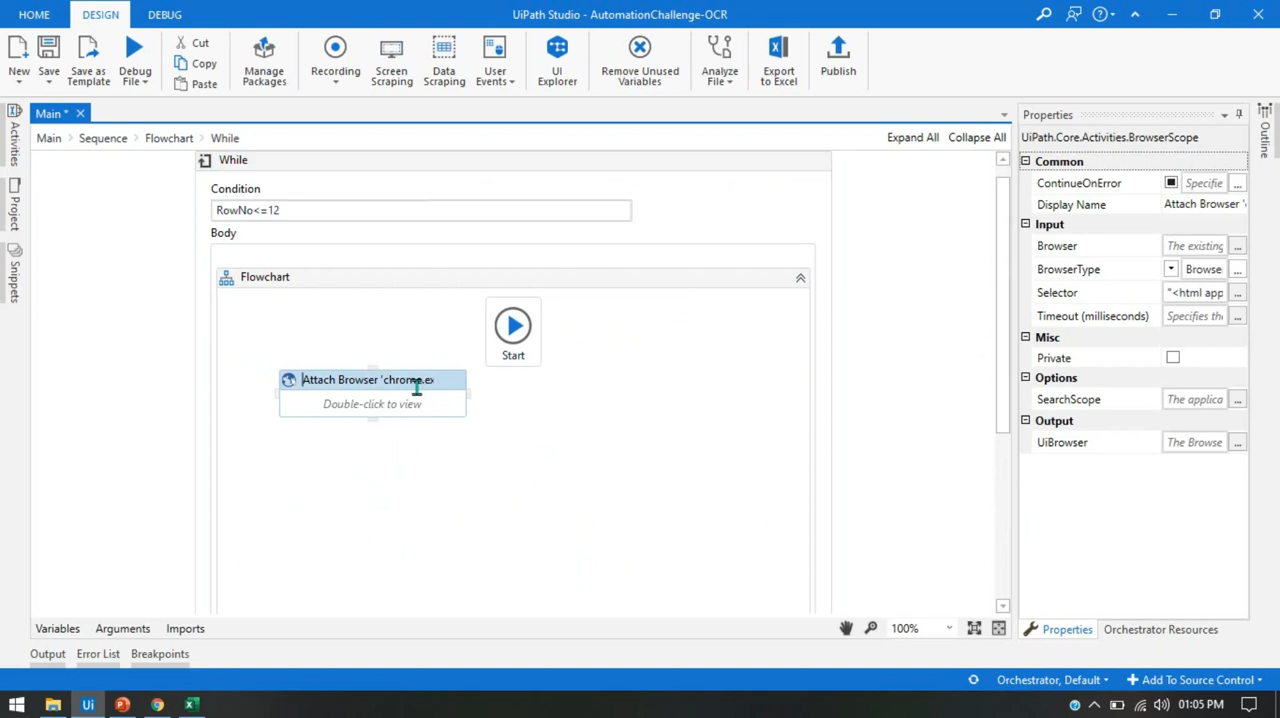 HOME DESIGN DEBUG UiPath Studio - AutomationChallenge-OCR
New Save Save as Template Debug File Cut Copy Paste Manage Packages Recording Screen Scraping Data Scraping User Events UI Explorer Remove Unused Variables Analyze File Export to Excel Publish
Main * Properties
Main Sequence Flowchart While Expand All Collapse All UiPath.Core.Activities.BrowserScope
Activities
Project
Snippets
Outline
While
Condition
RowNo<=12
Body
Flowchart
Start
Attach Browser 'chrome.ex
Double-click to view
Common
ContinueOnError Specifie ...
Display Name Attach Browser '
Input
Browser The existing ...
BrowserType Browse ...
Selector "<html app ...
Timeout (milliseconds) Specifies th ...
Misc
Private
Options
SearchScope The applica ...
Output
UiBrowser The Browse ...
Variables Arguments Imports 100% Properties Orchestrator Resources
Output Error List Breakpoints
Orchestrator, Default Add To Source Control
Ui 01:05 PM